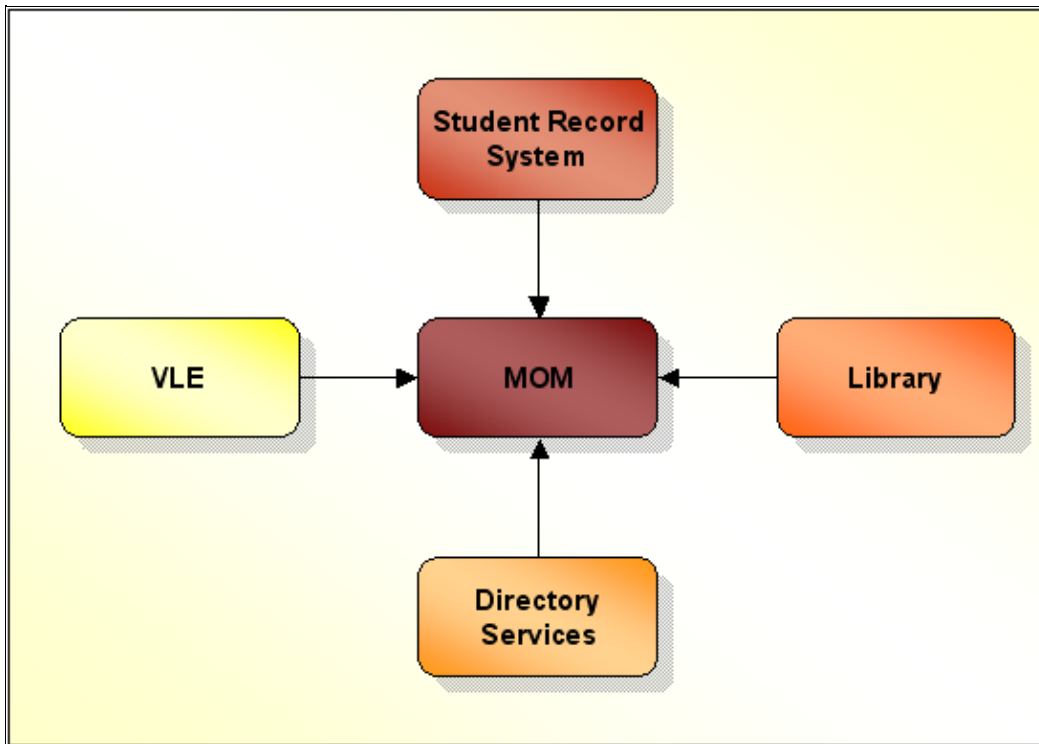 Student Record
System
VLE
MOM
Library
Directory
Services